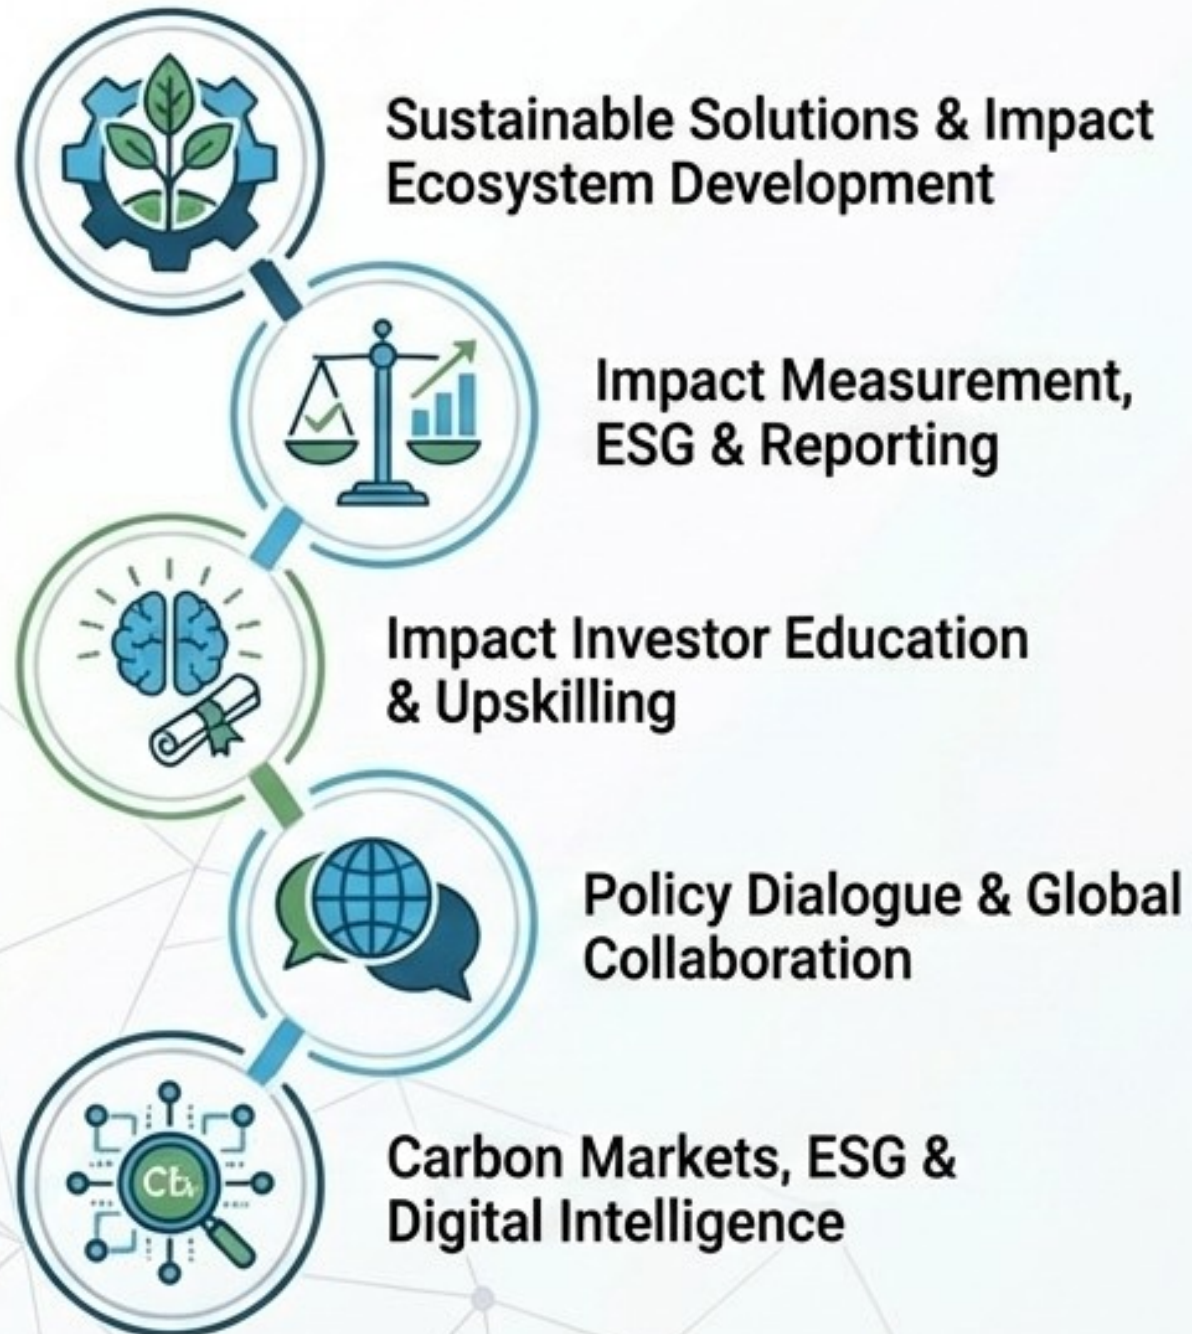 Sustainable Solutions & Impact
Ecosystem Development
Impact Measurement,
ESG & Reporting
Impact Investor Education
& Upskilling
Policy Dialogue & Global
Collaboration
Carbon Markets, ESG &
Digital Intelligence